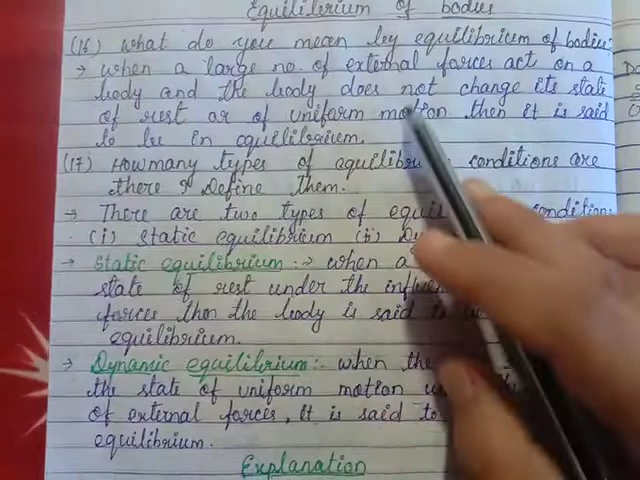 Equilibrium of bodies
(16) what do you mean by equilibrium of bodies:
→ when a large no. of external forces act on a
body and the body does not change its state
of rest or of uniform motion then it is said
to be in equilibrium.
(17) How many types of equilibrium conditions are
there? Define them.
→ There are two types of equil condition:
(i) static equilibrium (ii)
→ static equilibrium :→ when a
state of rest under the influen
forces then the body is said
equilibrium.
→ Dynamic equilibrium :- when the
the state of uniform motion
of external forces, it is said to
equilibrium.
Explanation